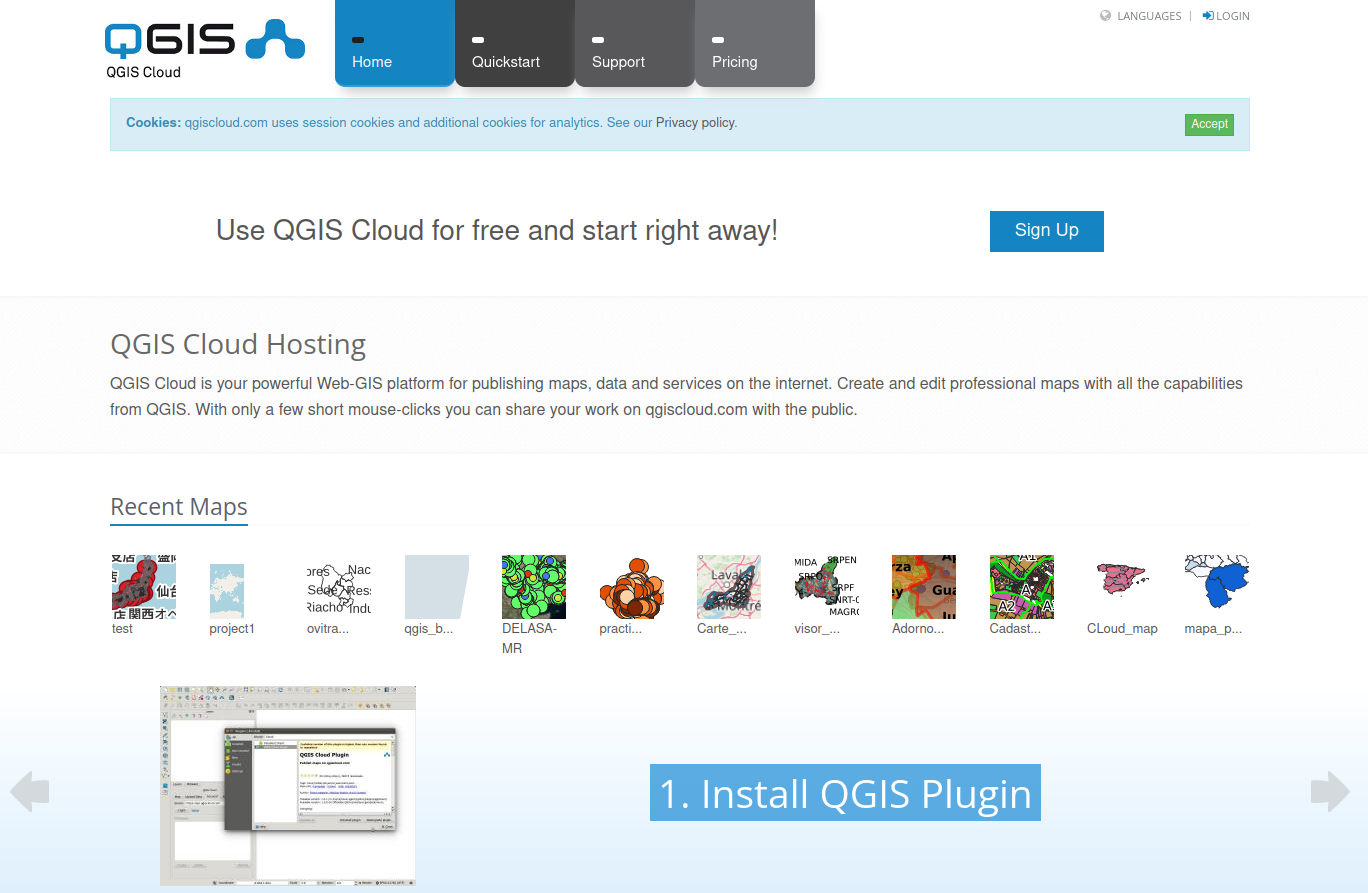 QGIS
QGIS Cloud
Home
Quickstart
Support
Pricing
LANGUAGES
LOGIN
Cookies: qgiscloud.com uses session cookies and additional cookies for analytics. See our Privacy policy.
Accept
Use QGIS Cloud for free and start right away!
Sign Up
QGIS Cloud Hosting
QGIS Cloud is your powerful Web-GIS platform for publishing maps, data and services on the internet. Create and edit professional maps with all the capabilities
from QGIS. With only a few short mouse-clicks you can share your work on qgiscloud.com with the public.
Recent Maps
test
project1
ovitra...
qgis_b...
DELASA-
MR
practi...
Carte_...
visor_...
Adorno...
Cadast...
CLoud_map
mapa_p...
QGIS Cloud Plugin
1. Install QGIS Plugin